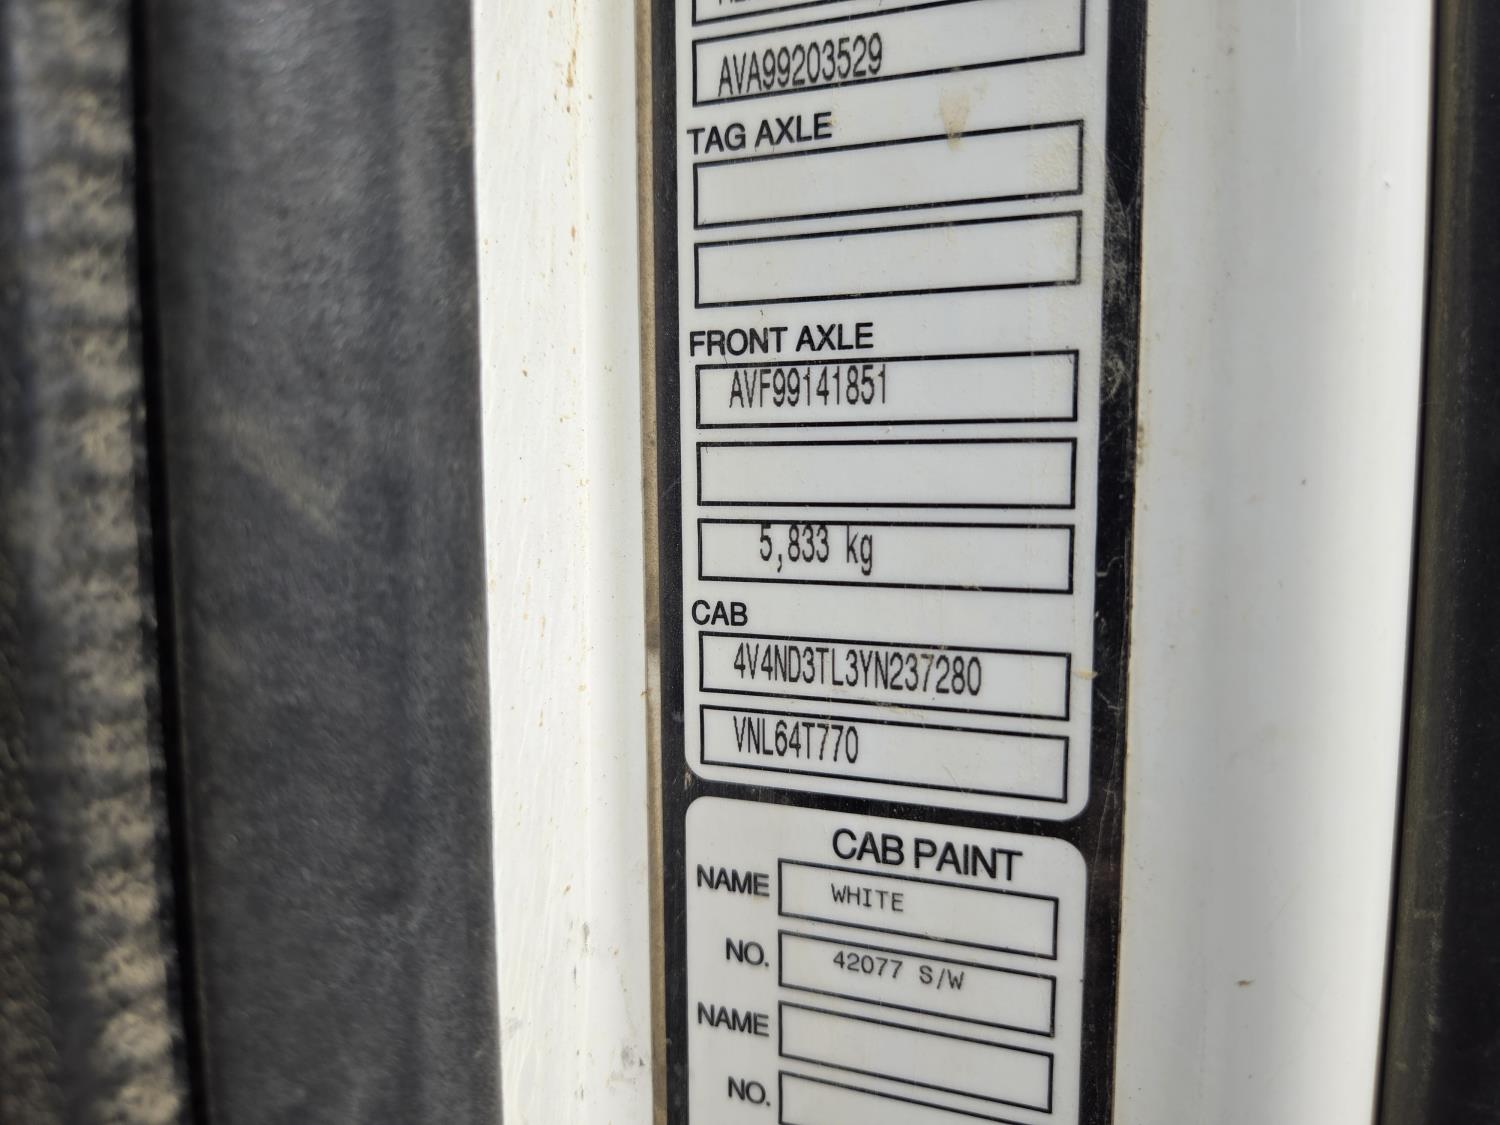 AVA99203529
TAG AXLE
FRONT AXLE
AVF99141851
5,833 kg
CAB
4V4ND3TL3YN237280
VNL64T770
CAB PAINT
NAME WHITE
NO. 42077 S/W
NAME
NO.